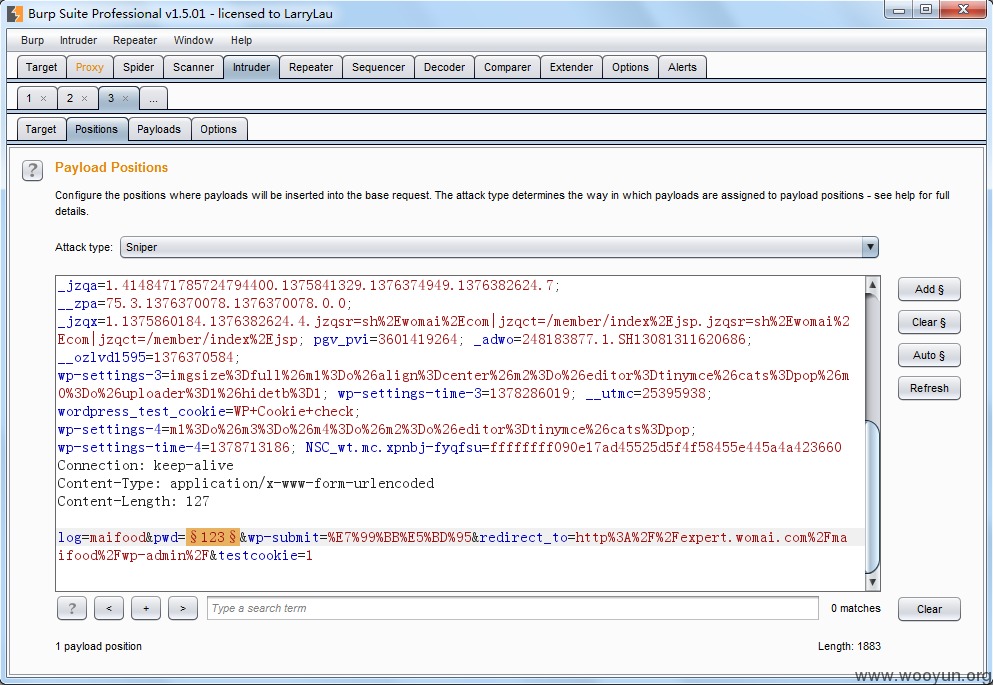 Burp Suite Professional v1.5.01 - licensed to LarryLau
Burp Intruder Repeater Window Help
Target Proxy Spider Scanner Intruder Repeater Sequencer Decoder Comparer Extender Options Alerts
1 × 2 × 3 × ...
Target Positions Payloads Options
? Payload Positions
Configure the positions where payloads will be inserted into the base request. The attack type determines the way in which payloads are assigned to payload positions - see help for full
details.
Attack type: Sniper
_jzqa=1.4148471785724794400.1375841329.1376374949.1376382624.7;
__zpa=75.3.1376370078.1376370078.0.0;
_jzqx=1.1375860184.1376382624.4.jzqsr=sh%2Ewomai%2Ecom|jzqct=/member/index%2Ejsp.jzqsr=sh%2Ewomai%2
Ecom|jzqct=/member/index%2Ejsp; pgv_pvi=3601419264; _adwo=248183877.1.SH13081311620686;
__ozlvd1595=1376370584;
wp-settings-3=imgsize%3Dfull%26m1%3Do%26align%3Dcenter%26m2%3Do%26editor%3Dtinymce%26cats%3Dpop%26m
0%3Do%26uploader%3D1%26hidetb%3D1; wp-settings-time-3=1378286019; __utmc=25395938;
wordpress_test_cookie=WP+Cookie+check;
wp-settings-4=m1%3Do%26m3%3Do%26m4%3Do%26m2%3Do%26editor%3Dtinymce%26cats%3Dpop;
wp-settings-time-4=1378713186; NSC_wt.mc.xpnbj-fyqfsu=ffffffff090e17ad45525d5f4f58455e445a4a423660
Connection: keep-alive
Content-Type: application/x-www-form-urlencoded
Content-Length: 127
log=maifood&pwd=§123§&wp-submit=%E7%99%BB%E5%BD%95&redirect_to=http%3A%2F%2Fexpert.womai.com%2Fma
ifood%2Fwp-admin%2F&testcookie=1
Add §
Clear §
Auto §
Refresh
? < + > Type a search term 0 matches Clear
1 payload position Length: 1883
www.wooyun.org